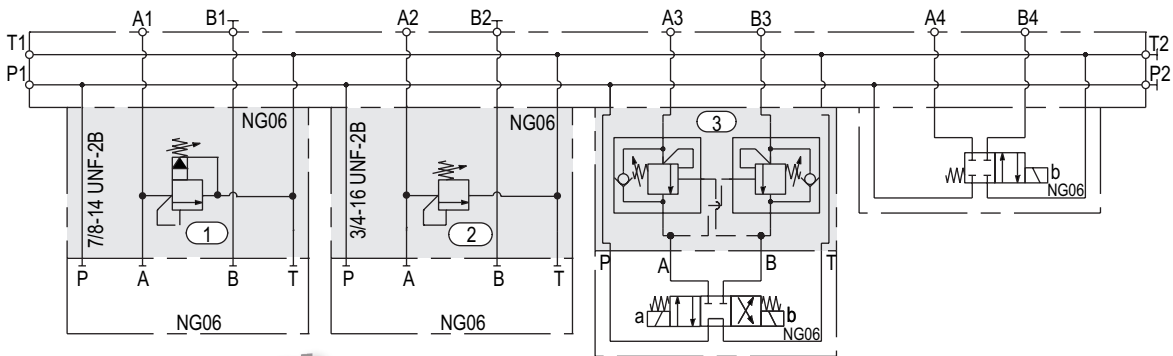 A1 B1 A2 B2 A3 B3 A4 B4
T1 T2
P1 P2
7/8-14 UNF-2B
NG06
1
3/4-16 UNF-2B
NG06
2
3
b
NG06
P A B T
P A B T
P A B T
NG06
NG06
a
b
NG06